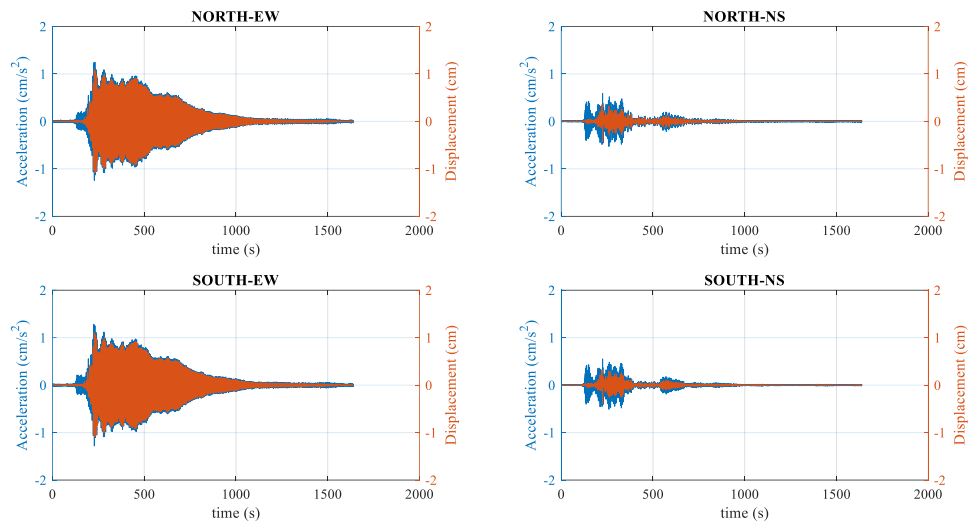 NORTH-EW
2
1
0
-1
-2
Acceleration (cm/s²)
2
1
0
-1
-2
Displacement (cm)
0 500 1000 1500 2000
time (s)
NORTH-NS
2
1
0
-1
-2
Acceleration (cm/s²)
2
1
0
-1
-2
Displacement (cm)
0 500 1000 1500 2000
time (s)
SOUTH-EW
2
1
0
-1
-2
Acceleration (cm/s²)
2
1
0
-1
-2
Displacement (cm)
0 500 1000 1500 2000
time (s)
SOUTH-NS
2
1
0
-1
-2
Acceleration (cm/s²)
2
1
0
-1
-2
Displacement (cm)
0 500 1000 1500 2000
time (s)